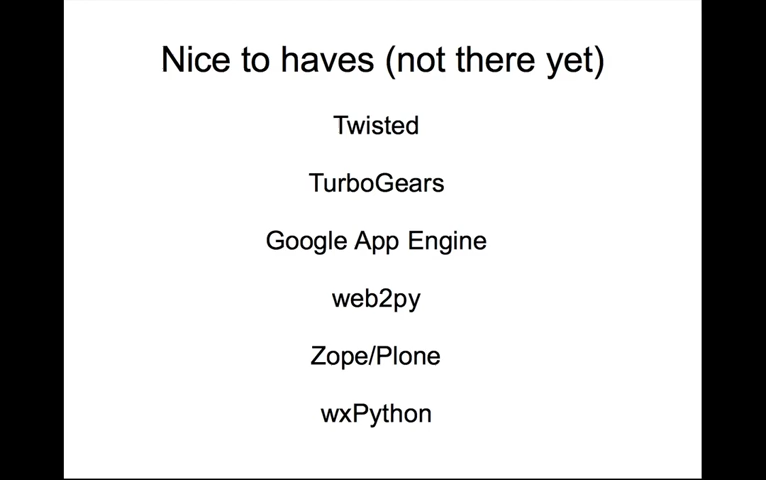 Nice to haves (not there yet)
Twisted
TurboGears
Google App Engine
web2py
Zope/Plone
wxPython